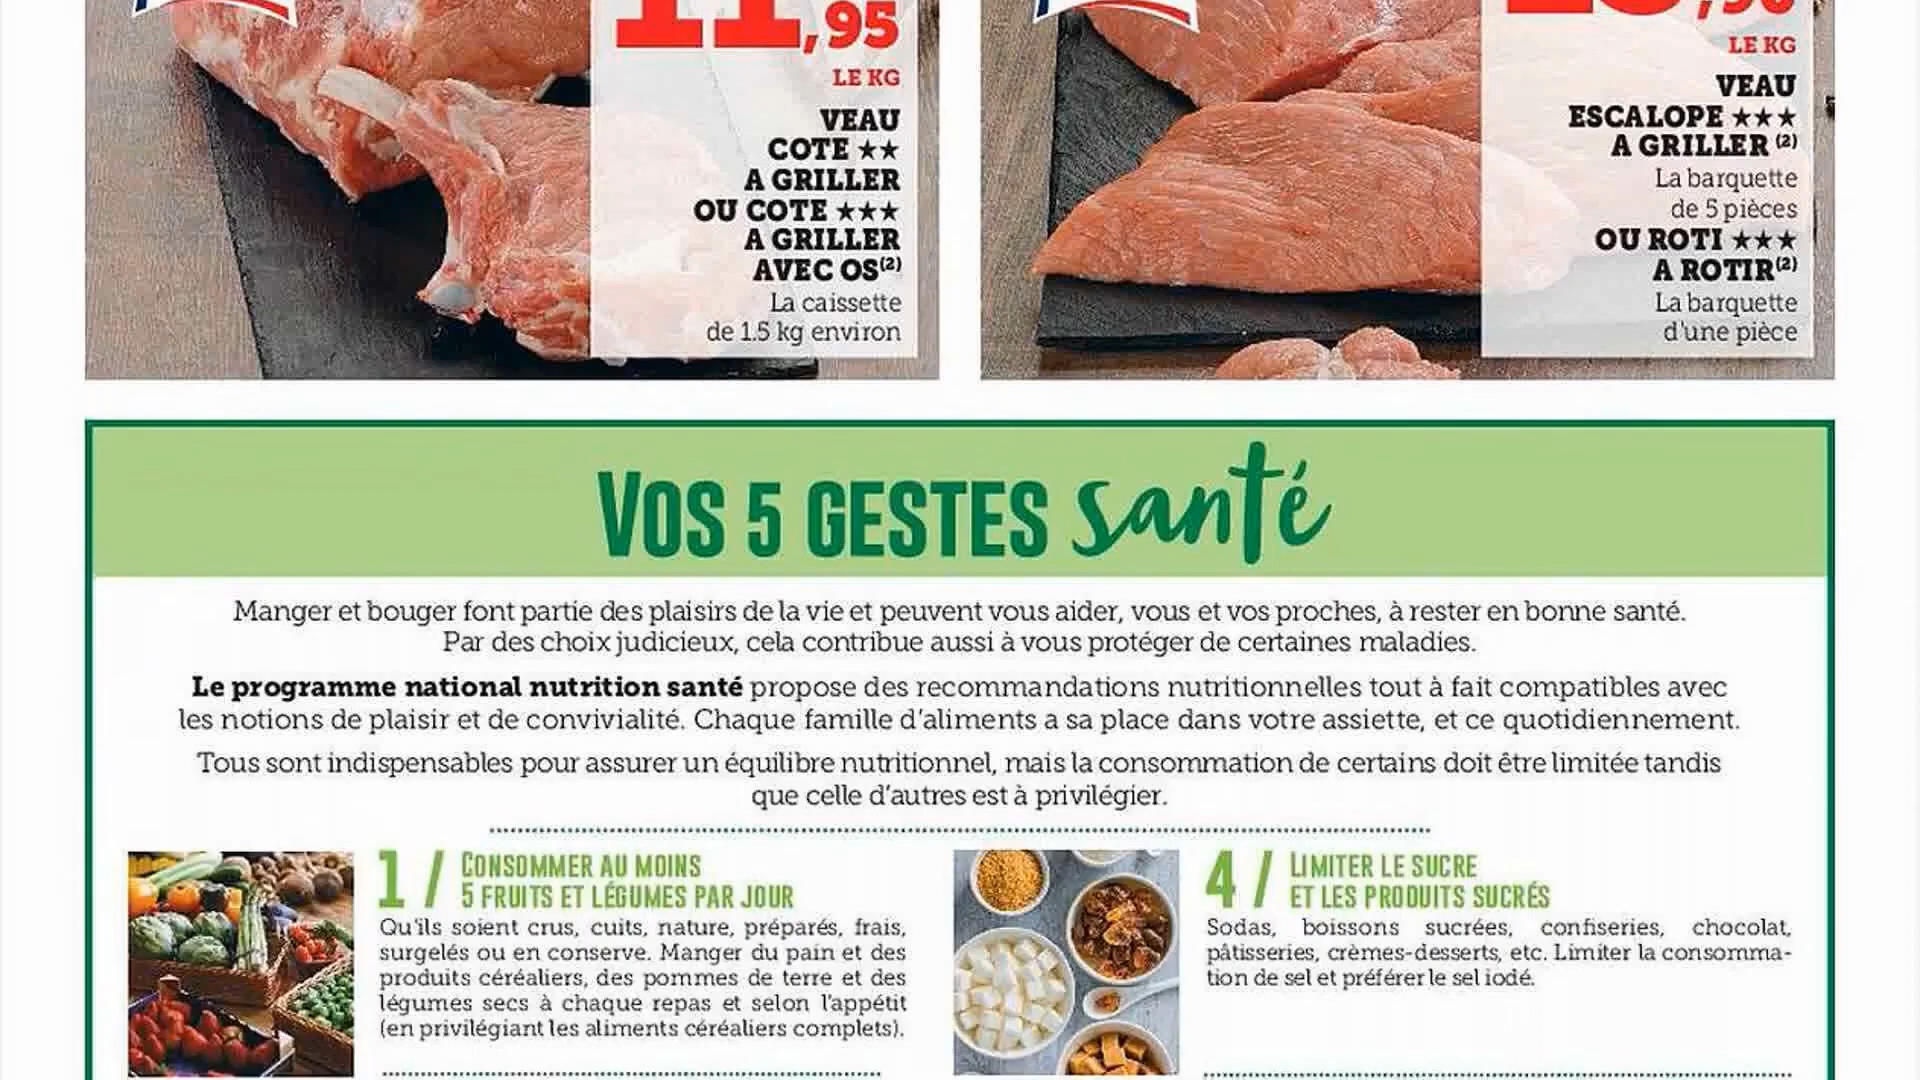 11,95
LE KG
VEAU
COTE ★★
A GRILLER
OU COTE ★★★
A GRILLER
AVEC OS(2)
La caissette
de 1.5 kg environ
LE KG
VEAU
ESCALOPE ★★★
A GRILLER (2)
La barquette
de 5 pièces
OU ROTI ★★★
A ROTIR(2)
La barquette
d'une pièce
VOS 5 GESTES santé
Manger et bouger font partie des plaisirs de la vie et peuvent vous aider, vous et vos proches, à rester en bonne santé.
Par des choix judicieux, cela contribue aussi à vous protéger de certaines maladies.
Le programme national nutrition santé propose des recommandations nutritionnelles tout à fait compatibles avec
les notions de plaisir et de convivialité. Chaque famille d'aliments a sa place dans votre assiette, et ce quotidiennement.
Tous sont indispensables pour assurer un équilibre nutritionnel, mais la consommation de certains doit être limitée tandis
que celle d'autres est à privilégier.
1 / CONSOMMER AU MOINS
5 FRUITS ET LÉGUMES PAR JOUR
Qu'ils soient crus, cuits, nature, préparés, frais,
surgelés ou en conserve. Manger du pain et des
produits céréaliers, des pommes de terre et des
légumes secs à chaque repas et selon l'appétit
(en privilégiant les aliments céréaliers complets).
4 / LIMITER LE SUCRE
ET LES PRODUITS SUCRÉS
Sodas, boissons sucrées, confiseries, chocolat,
pâtisseries, crèmes-desserts, etc. Limiter la consomma-
tion de sel et préférer le sel iodé.